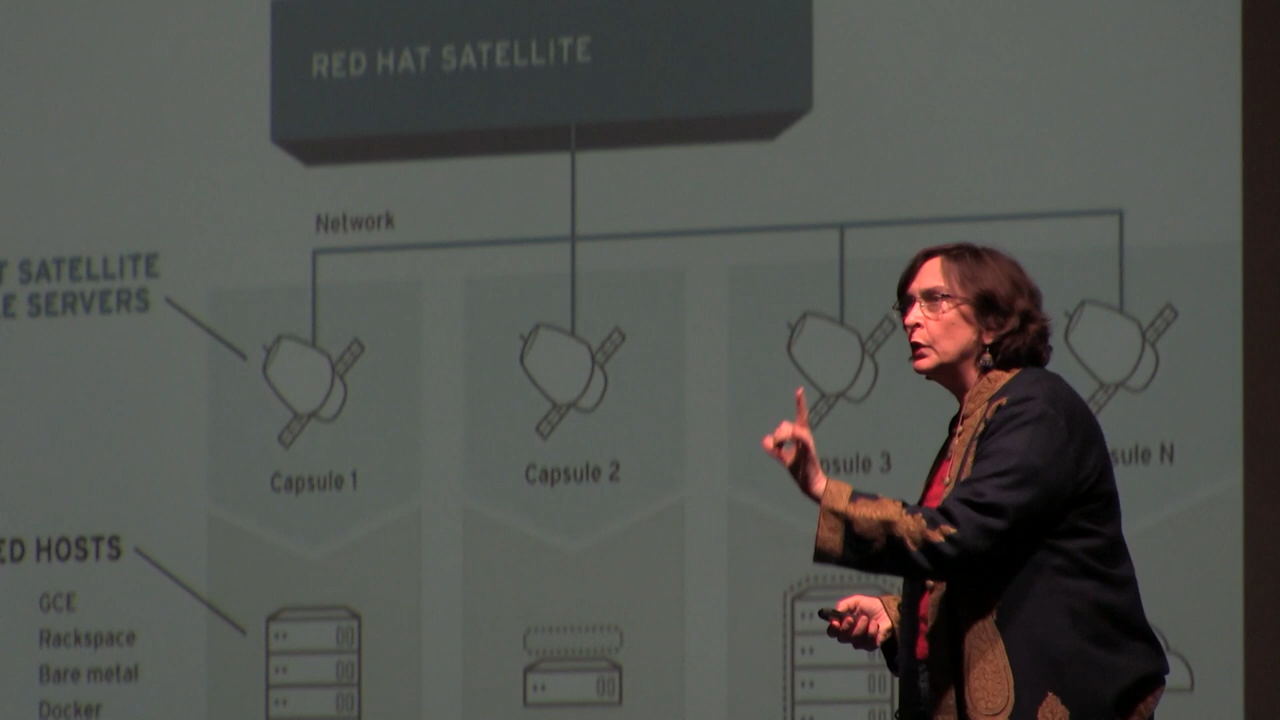 RED HAT SATELLITE
Network
T SATELLITE
E SERVERS
Capsule 1
Capsule 2
psule 3
sule N
ED HOSTS
GCE
Rackspace
Bare metal
Docker